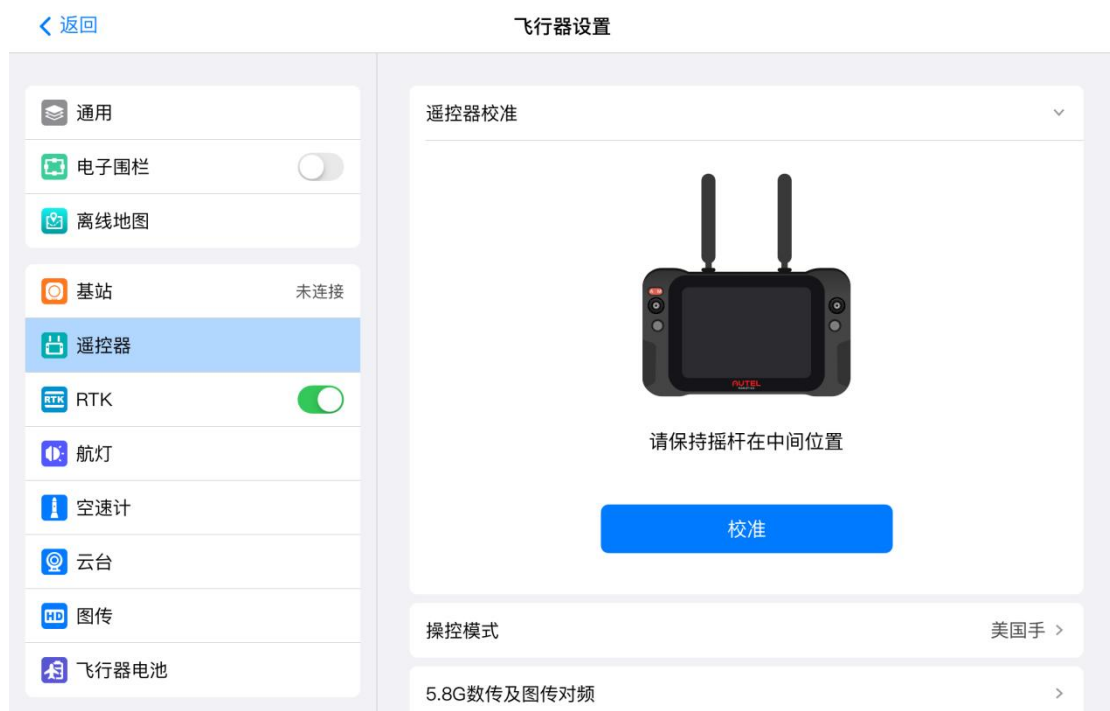 返回
飞行器设置
通用
电子围栏
离线地图
基站 未连接
遥控器
RTK RTK
航灯
空速计
云台
HD 图传
飞行器电池
遥控器校准
AUTEL
请保持摇杆在中间位置
校准
操控模式 美国手
5.8G数传及图传对频